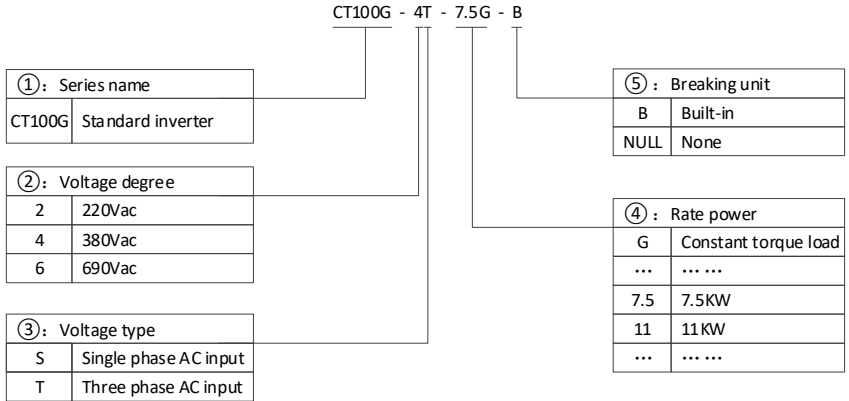 CT100G - 4T - 7.5G - B
①: Series name
CT100G Standard inverter
②: Voltage degree
2 220Vac
4 380Vac
6 690Vac
③: Voltage type
S Single phase AC input
T Three phase AC input
⑤: Breaking unit
B Built-in
NULL None
④: Rate power
G Constant torque load
... ... ...
7.5 7.5KW
11 11KW
... ... ...